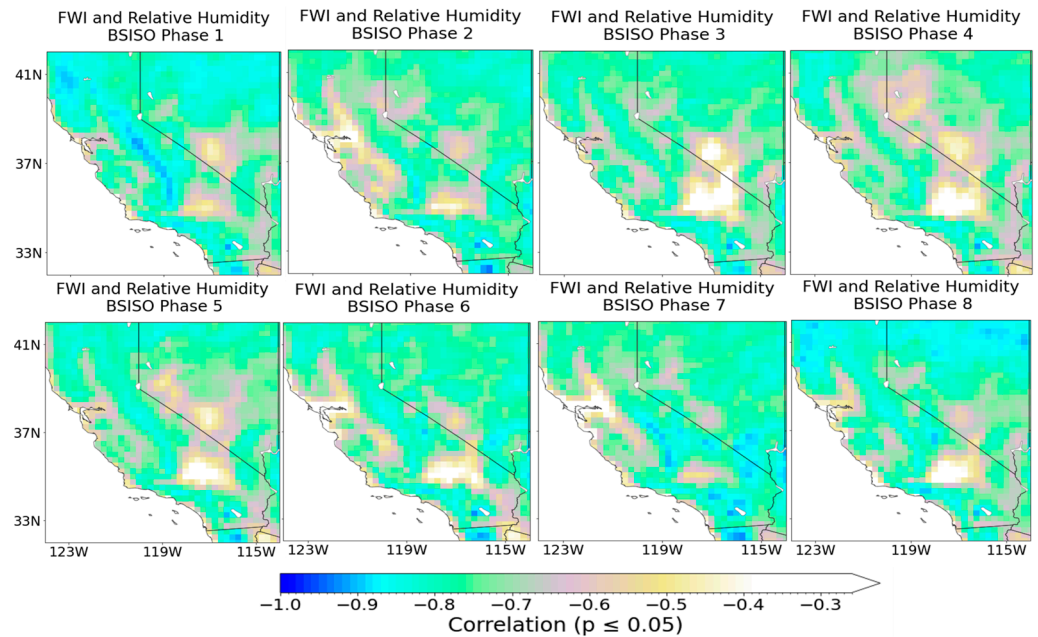 FWI and Relative Humidity
BSISO Phase 1
FWI and Relative Humidity
BSISO Phase 2
FWI and Relative Humidity
BSISO Phase 3
FWI and Relative Humidity
BSISO Phase 4
41N
37N
33N
FWI and Relative Humidity
BSISO Phase 5
FWI and Relative Humidity
BSISO Phase 6
FWI and Relative Humidity
BSISO Phase 7
FWI and Relative Humidity
BSISO Phase 8
41N
37N
33N
123W 119W 115W
123W 119W 115W
123W 119W 115W
123W 119W 115W
−1.0 −0.9 −0.8 −0.7 −0.6 −0.5 −0.4 −0.3
Correlation (p ≤ 0.05)